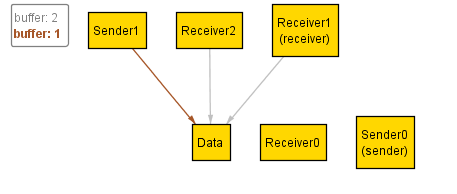 buffer: 2
buffer: 1
Sender1
Receiver2
Receiver1
(receiver)
Data
Receiver0
Sender0
(sender)